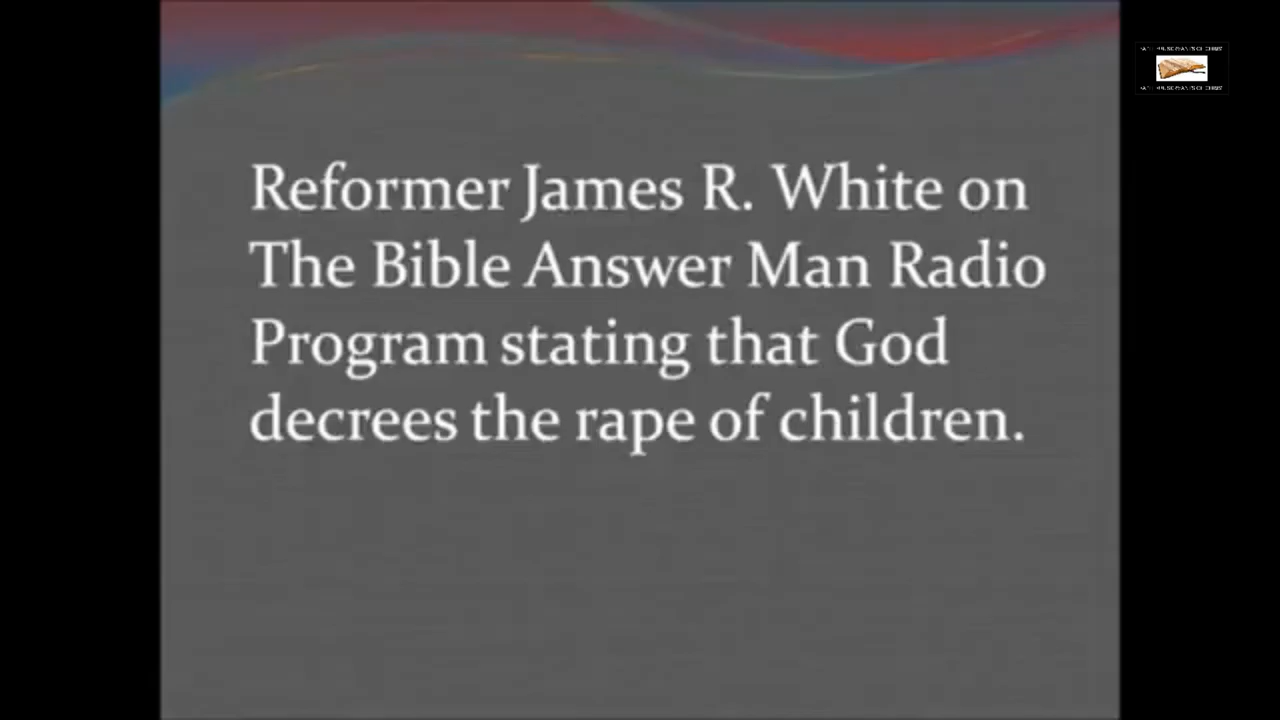 Reformer James R. White on
The Bible Answer Man Radio
Program stating that God
decrees the rape of children.